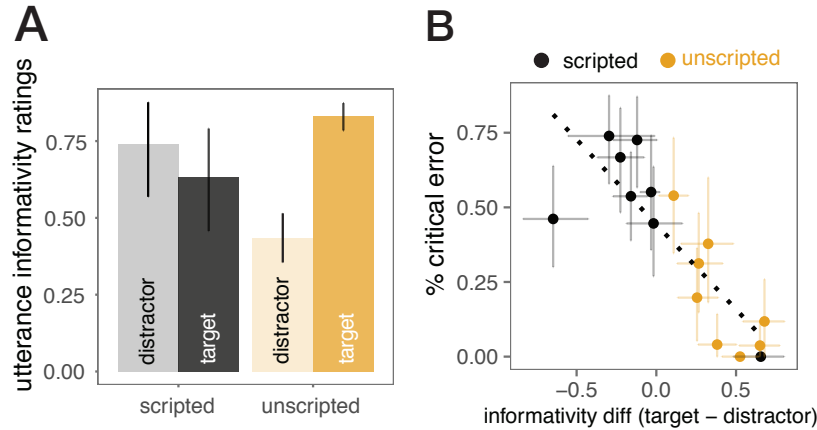 A
utterance informativity ratings
0.75
0.50
0.25
0.00
distractor
target
distractor
target
scripted
unscripted
B
scripted
unscripted
% critical error
0.75
0.50
0.25
0.00
−0.5
0.0
0.5
informativity diff (target − distractor)